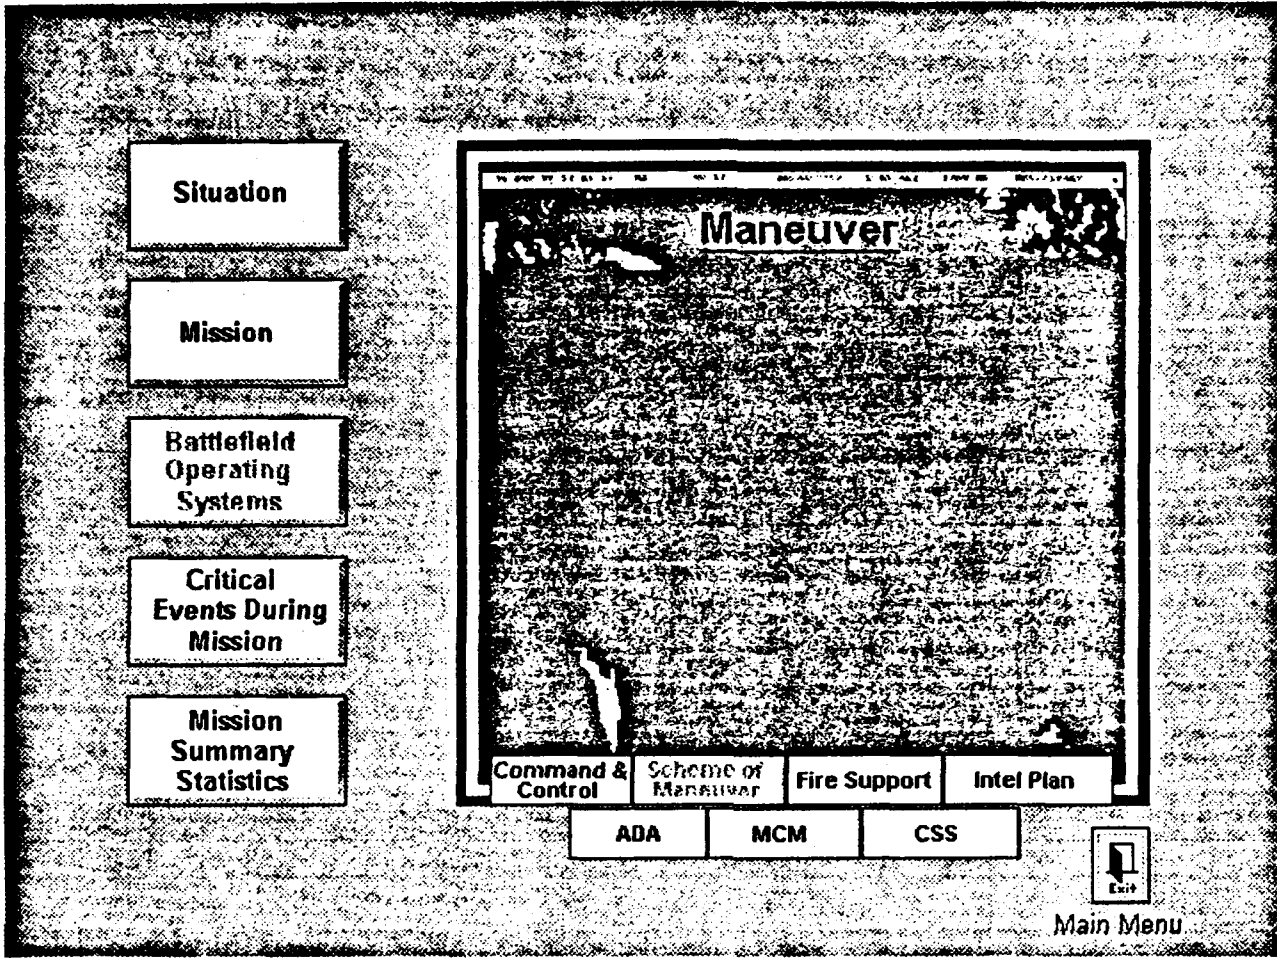 Situation
Mission
Battlefield
Operating
Systems
Critical
Events During
Mission
Mission
Summary
Statistics
Maneuver
Command &
Control
Scheme of
Maneuver
Fire Support
Intel Plan
ADA
MCM
CSS
Exit
Main Menu